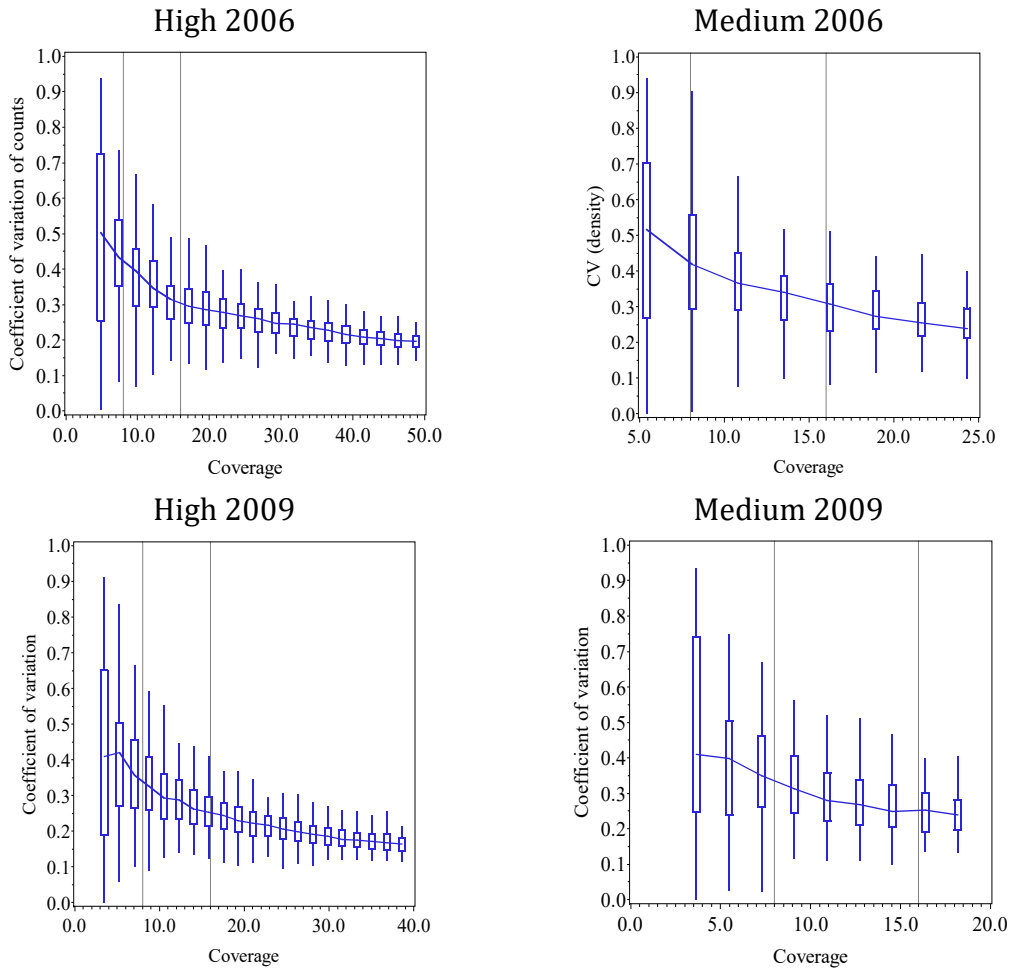 High 2006
Coefficient of variation of counts
1.0
0.9
0.8
0.7
0.6
0.5
0.4
0.3
0.2
0.1
0.0
0.0 10.0 20.0 30.0 40.0 50.0
Coverage
Medium 2006
CV (density)
1.0
0.9
0.8
0.7
0.6
0.5
0.4
0.3
0.2
0.1
0.0
5.0 10.0 15.0 20.0 25.0
Coverage
High 2009
Coefficient of variation
1.0
0.9
0.8
0.7
0.6
0.5
0.4
0.3
0.2
0.1
0.0
0.0 10.0 20.0 30.0 40.0
Coverage
Medium 2009
Coefficient of variation
1.0
0.9
0.8
0.7
0.6
0.5
0.4
0.3
0.2
0.1
0.0
0.0 5.0 10.0 15.0 20.0
Coverage